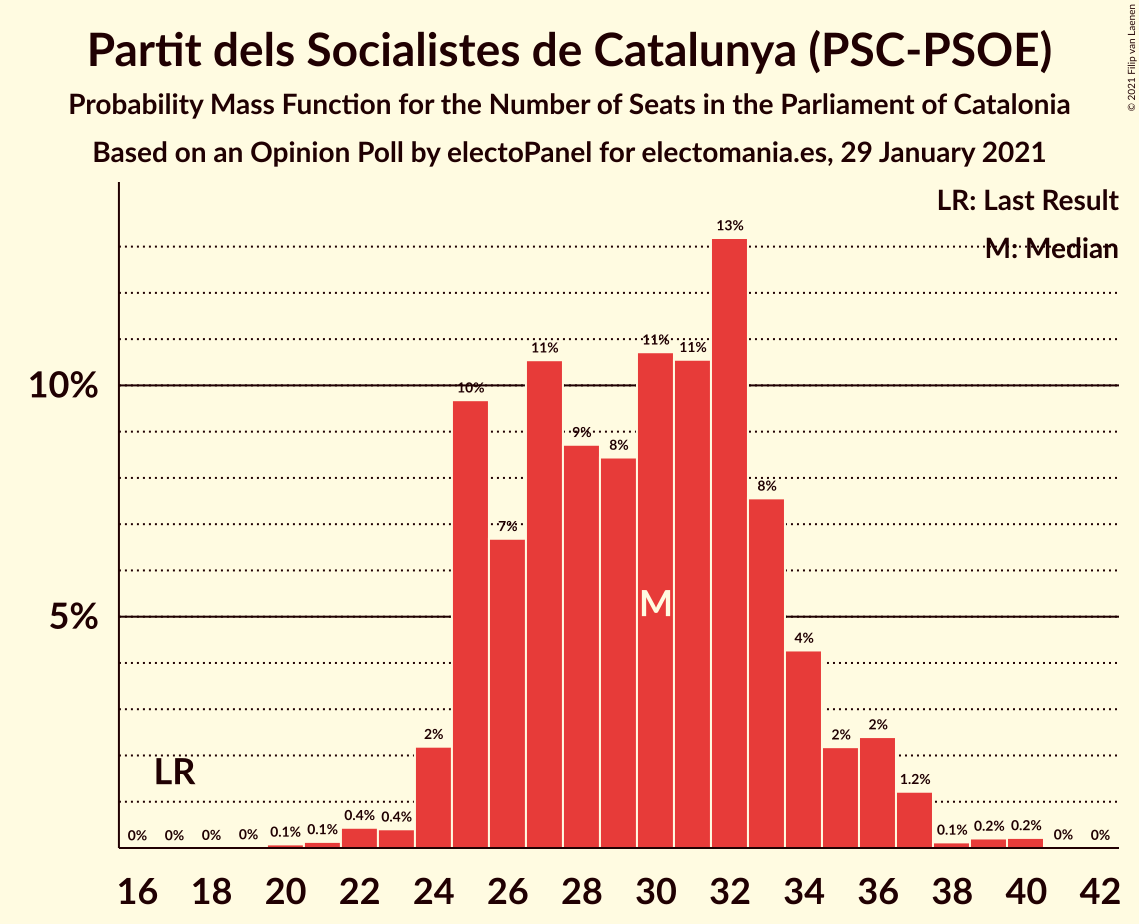 Partit dels Socialistes de Catalunya (PSC-PSOE)
Probability Mass Function for the Number of Seats in the Parliament of Catalonia
Based on an Opinion Poll by electoPanel for electomania.es, 29 January 2021
© 2021 Filip van Laenen
LR: Last Result
M: Median
10%
5%
0% 0% 0% 0% 0.1% 0.1% 0.4% 0.4% 2% 10% 7% 11% 9% 8% 11% 11% 13% 8% 4% 2% 2% 1.2% 0.1% 0.2% 0.2% 0% 0%
LR
M
16 18 20 22 24 26 28 30 32 34 36 38 40 42